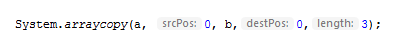 System.arraycopy(a, srcPos: 0, b, destPos: 0, length: 3);